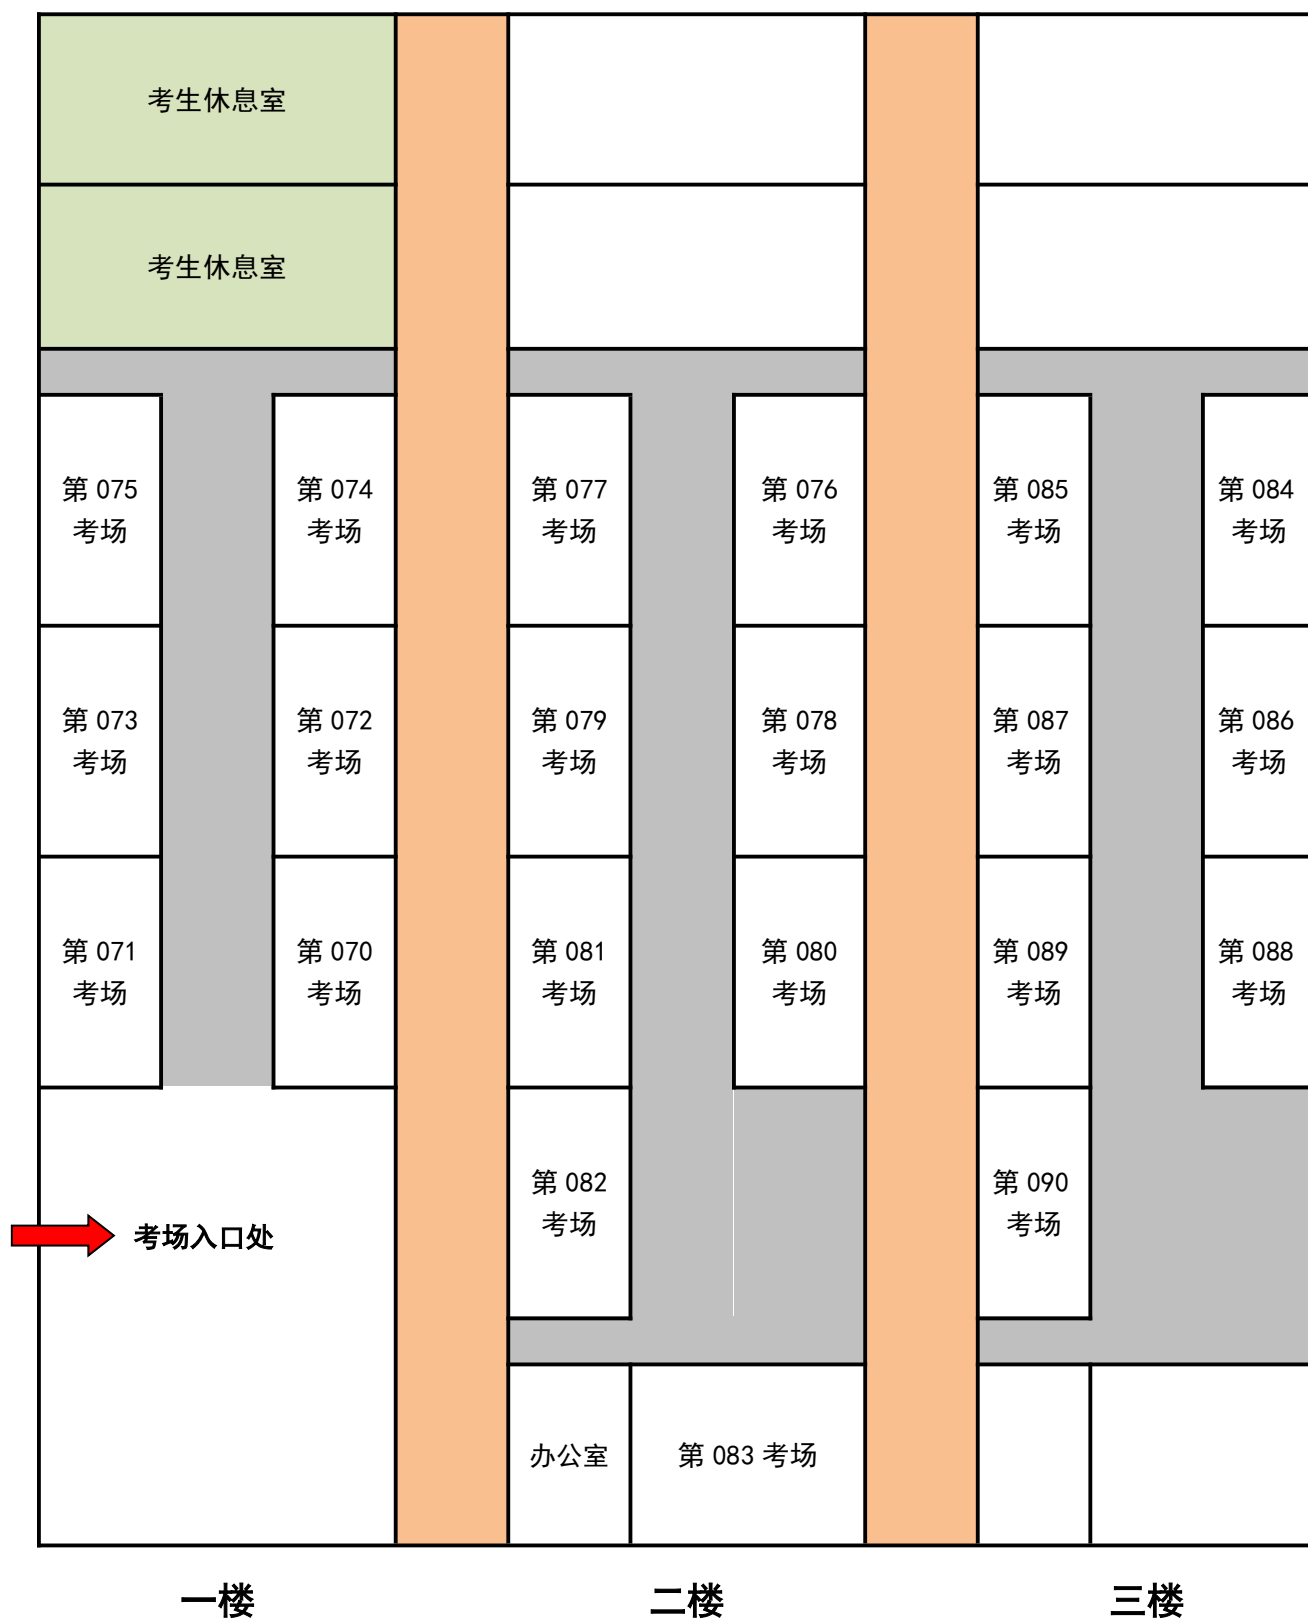 考生休息室
考生休息室
第 075
考场
第 074
考场
第 077
考场
第 076
考场
第 085
考场
第 084
考场
第 073
考场
第 072
考场
第 079
考场
第 078
考场
第 087
考场
第 086
考场
第 071
考场
第 070
考场
第 081
考场
第 080
考场
第 089
考场
第 088
考场
第 082
考场
第 090
考场
考场入口处
办公室
第 083 考场
一楼
二楼
三楼